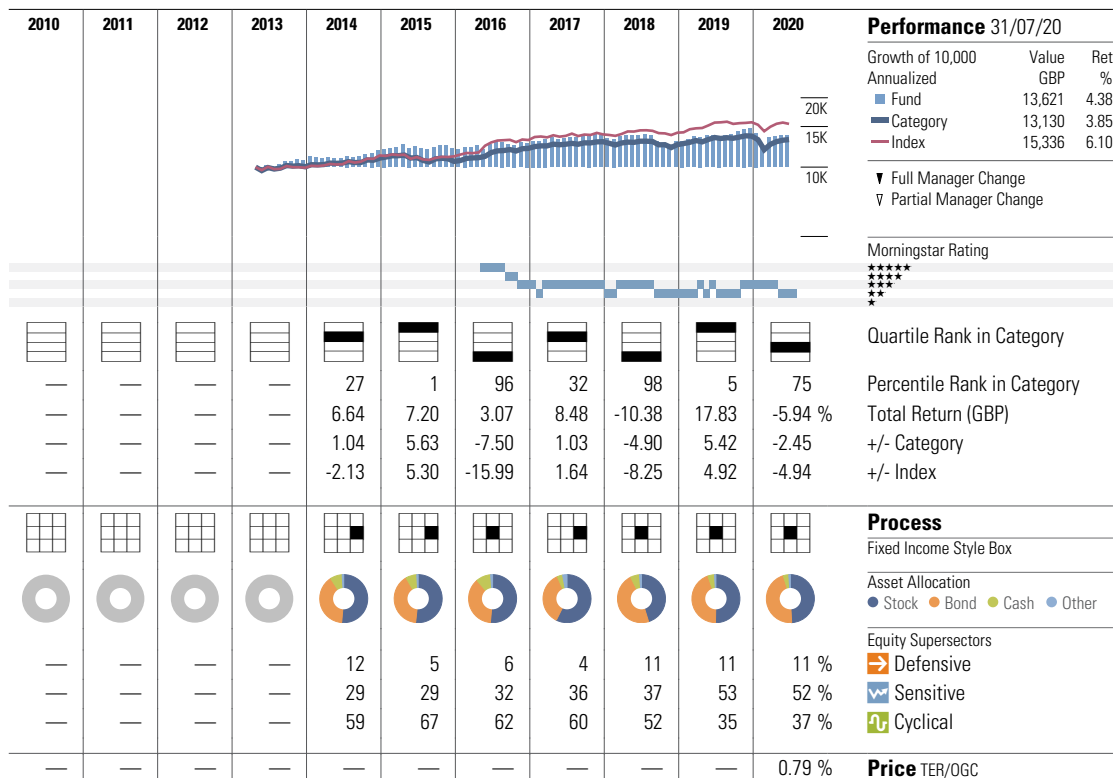 2010 2011 2012 2013 2014 2015 2016 2017 2018 2019 2020
Performance 31/07/20
Growth of 10,000 Value Ret
Annualized GBP %
Fund 13,621 4.38
Category 13,130 3.85
Index 15,336 6.10
20K
15K
10K
▼ Full Manager Change
▽ Partial Manager Change
Morningstar Rating
★★★★★
★★★★
★★★
★★
★
Quartile Rank in Category
— — — — 27 1 96 32 98 5 75 Percentile Rank in Category
— — — — 6.64 7.20 3.07 8.48 -10.38 17.83 -5.94 % Total Return (GBP)
— — — — 1.04 5.63 -7.50 1.03 -4.90 5.42 -2.45 +/- Category
— — — — -2.13 5.30 -15.99 1.64 -8.25 4.92 -4.94 +/- Index
Process
Fixed Income Style Box
Asset Allocation
Stock Bond Cash Other
Equity Supersectors
— — — — 12 5 6 4 11 11 11 % Defensive
— — — — 29 29 32 36 37 53 52 % Sensitive
— — — — 59 67 62 60 52 35 37 % Cyclical
— — — — — — — — — — 0.79 % Price TER/OGC